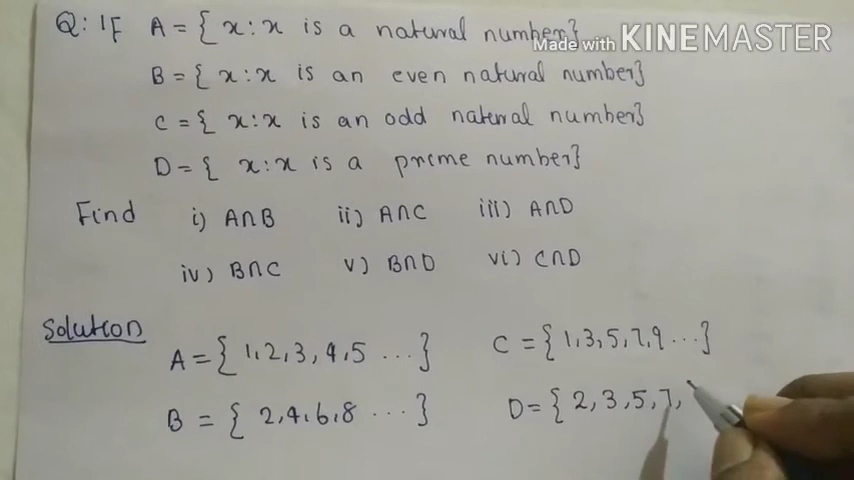 Q: If A = { x : x is a natural number}
Made with KINEMASTER
B = { x : x is an even natural number}
C = { x : x is an odd natural number}
D = { x : x is a prime number}
Find i) A∩B ii) A∩C iii) A∩D
iv) B∩C v) B∩D vi) C∩D
Solution
A = { 1, 2, 3, 4, 5 ... } C = { 1, 3, 5, 7, 9 ... }
B = { 2, 4, 6, 8 ... } D = { 2, 3, 5, 7,